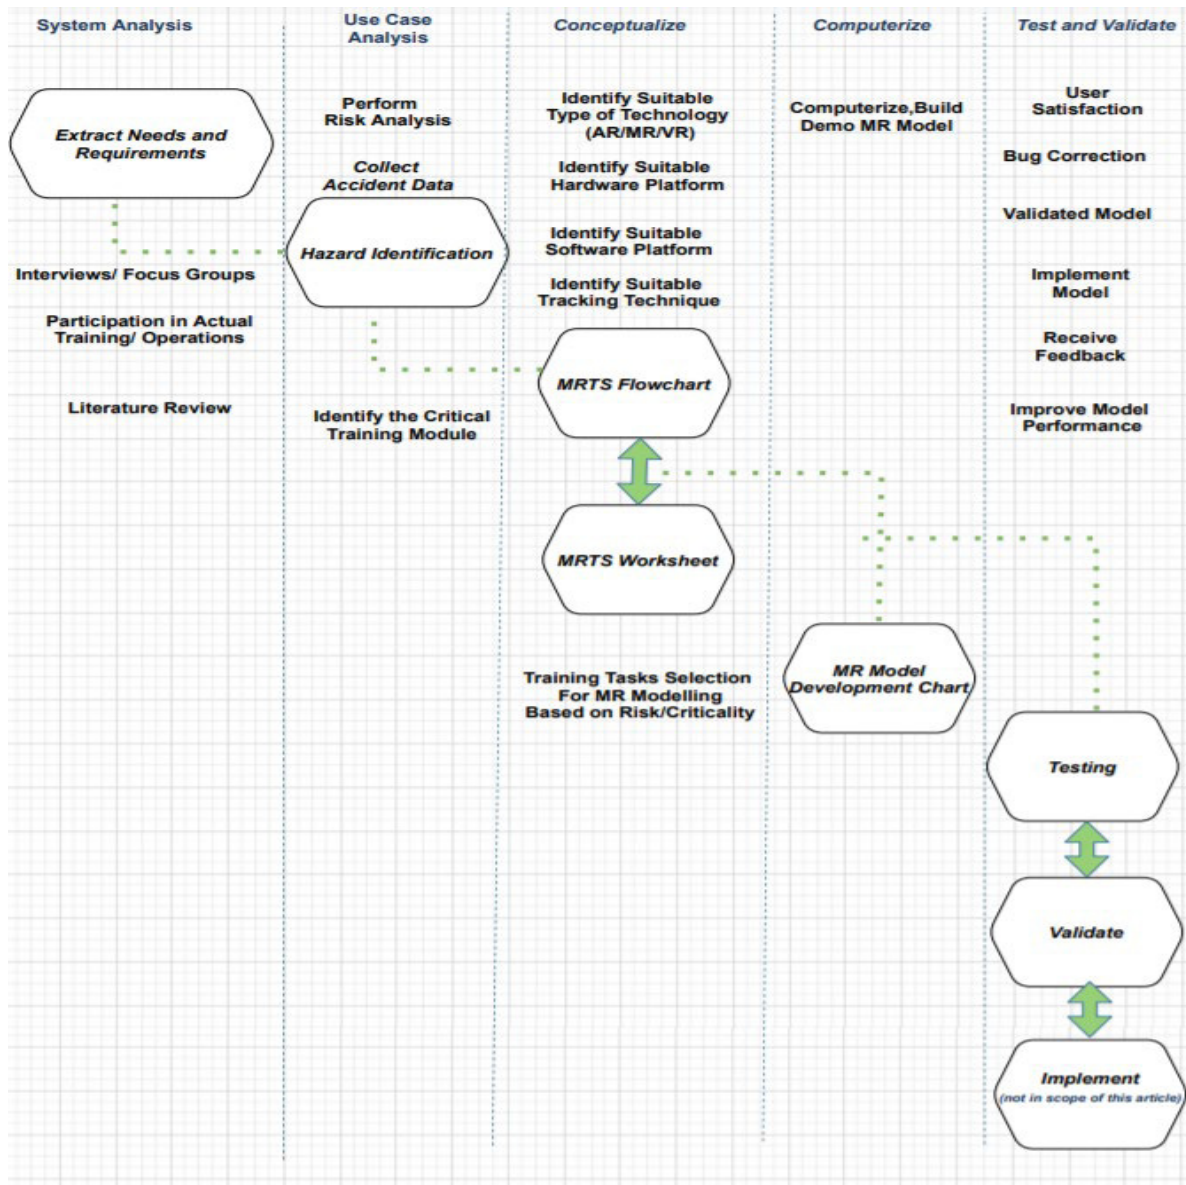 System Analysis
Extract Needs and
Requirements
Interviews/ Focus Groups
Participation in Actual
Training/ Operations
Literature Review
Use Case
Analysis
Perform
Risk Analysis
Collect
Accident Data
Hazard Identification
Identify the Critical
Training Module
Conceptualize
Identify Suitable
Type of Technology
(AR/MR/VR)
Identify Suitable
Hardware Platform
Identify Suitable
Software Platform
Identify Suitable
Tracking Technique
MRTS Flowchart
MRTS Worksheet
Training Tasks Selection
For MR Modelling
Based on Risk/Criticality
Computerize
Computerize,Build
Demo MR Model
MR Model
Development Chart
Test and Validate
User
Satisfaction
Bug Correction
Validated Model
Implement
Model
Receive
Feedback
Improve Model
Performance
Testing
Validate
Implement
(not in scope of this article)